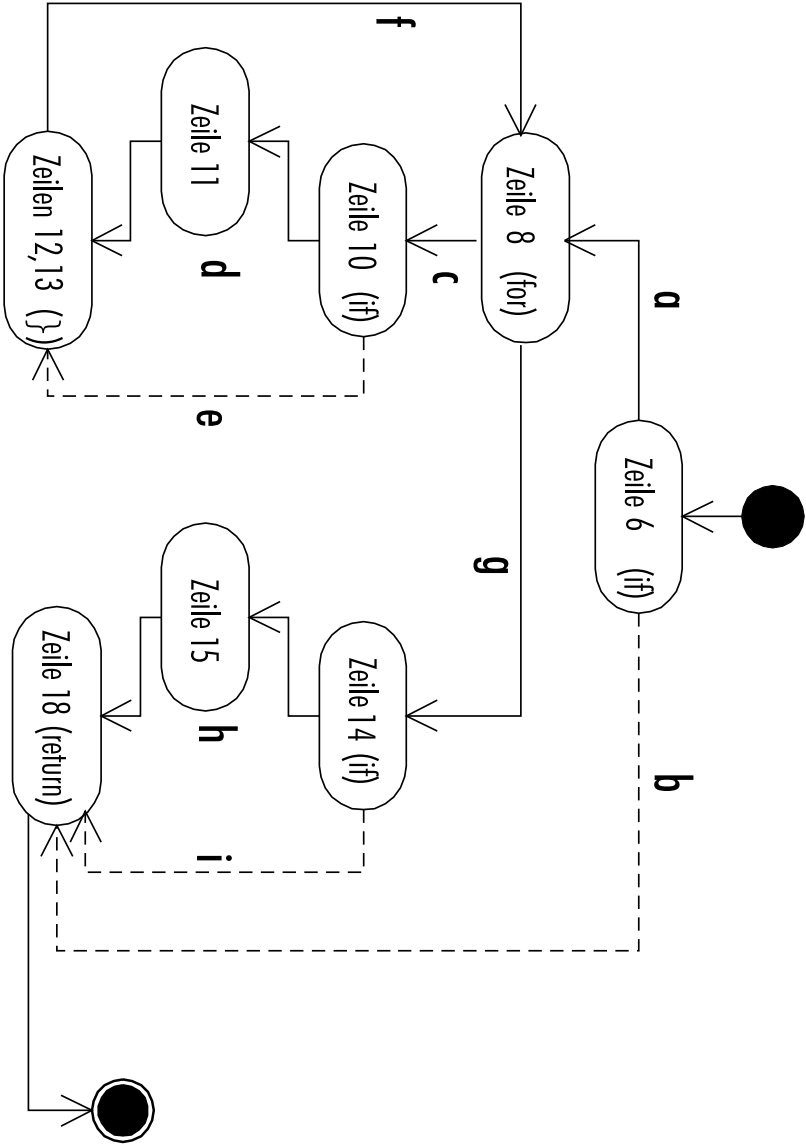 Zeile 6 (if)
a
b
Zeile 8 (for)
g
c
Zeile 10 (if)
Zeile 14 (if)
f
Zeile 11
d
e
Zeile 15
h
i
Zeilen 12,13 (})
Zeile 18 (return)